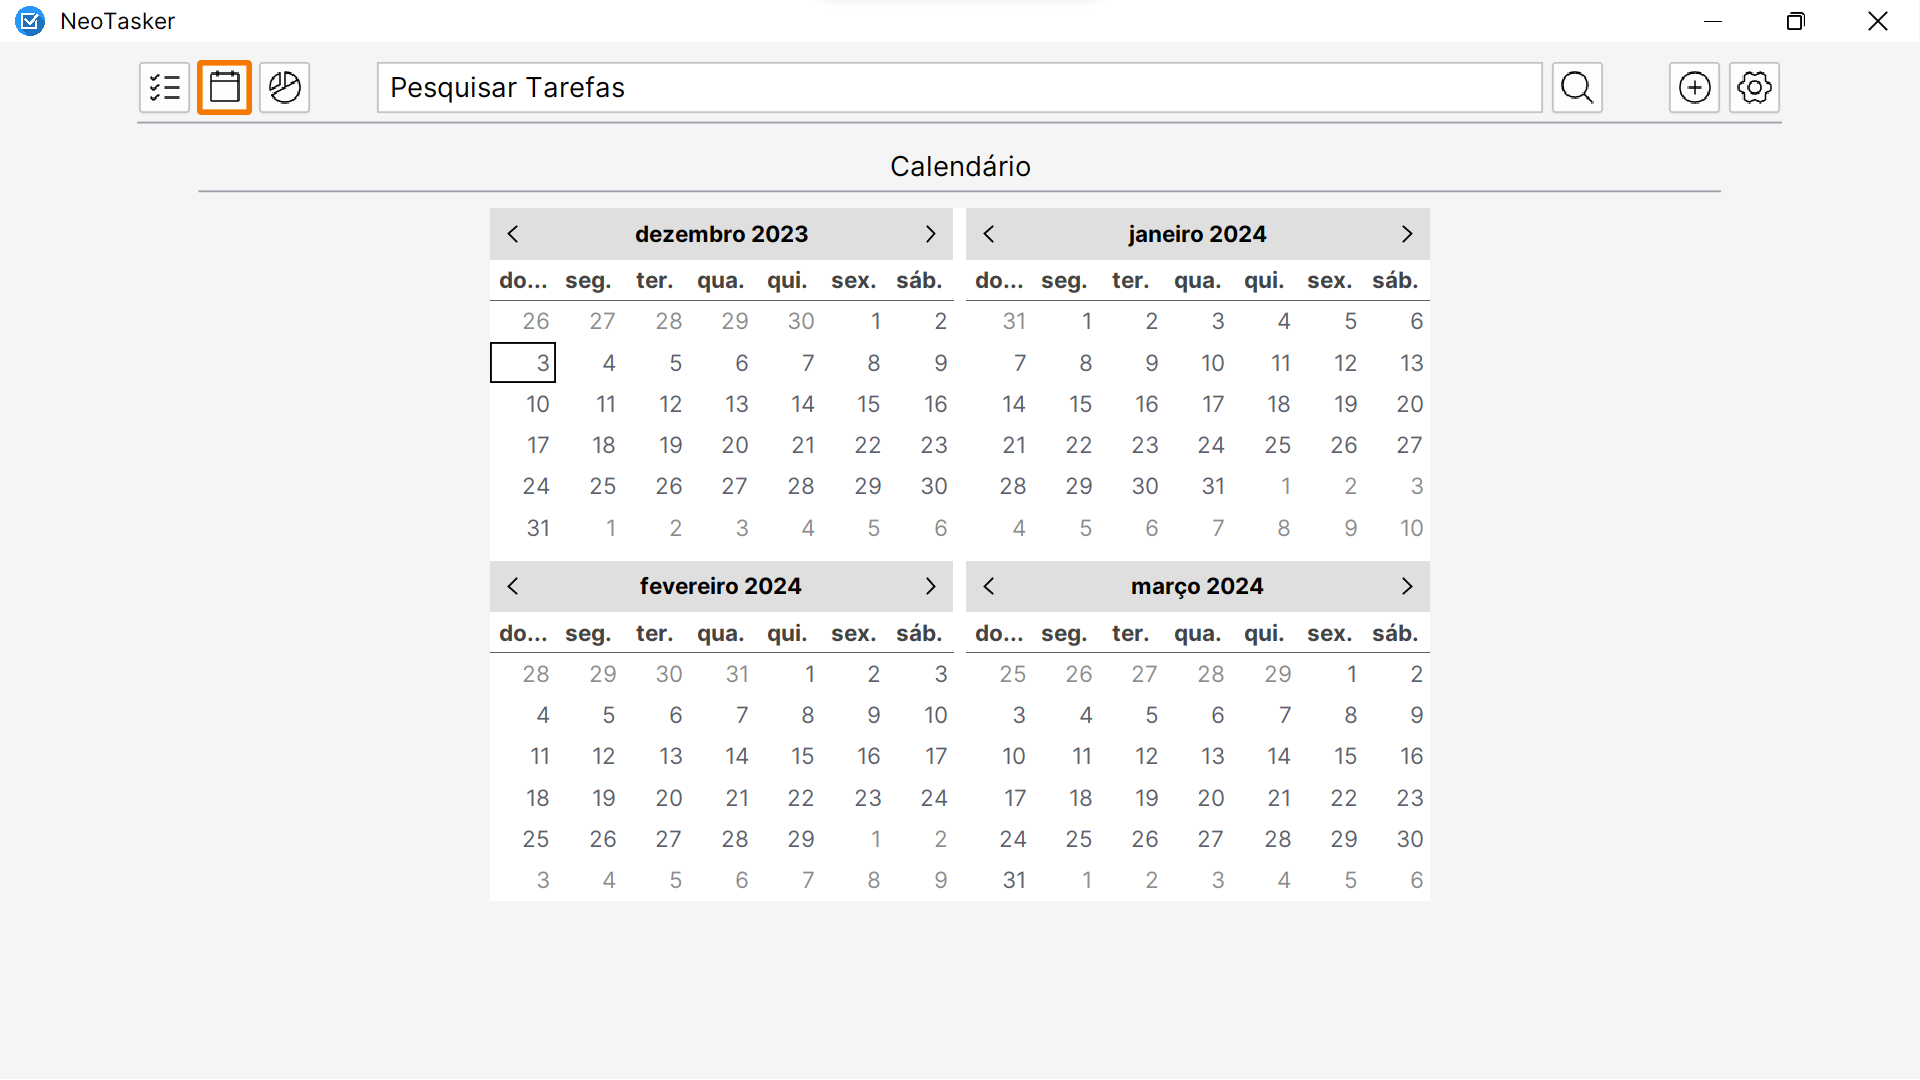 NeoTasker
Pesquisar Tarefas
Calendário
dezembro 2023
do... seg. ter. qua. qui. sex. sáb.
26 27 28 29 30 1 2
3 4 5 6 7 8 9
10 11 12 13 14 15 16
17 18 19 20 21 22 23
24 25 26 27 28 29 30
31 1 2 3 4 5 6
janeiro 2024
do... seg. ter. qua. qui. sex. sáb.
31 1 2 3 4 5 6
7 8 9 10 11 12 13
14 15 16 17 18 19 20
21 22 23 24 25 26 27
28 29 30 31 1 2 3
4 5 6 7 8 9 10
fevereiro 2024
do... seg. ter. qua. qui. sex. sáb.
28 29 30 31 1 2 3
4 5 6 7 8 9 10
11 12 13 14 15 16 17
18 19 20 21 22 23 24
25 26 27 28 29 1 2
3 4 5 6 7 8 9
março 2024
do... seg. ter. qua. qui. sex. sáb.
25 26 27 28 29 1 2
3 4 5 6 7 8 9
10 11 12 13 14 15 16
17 18 19 20 21 22 23
24 25 26 27 28 29 30
31 1 2 3 4 5 6